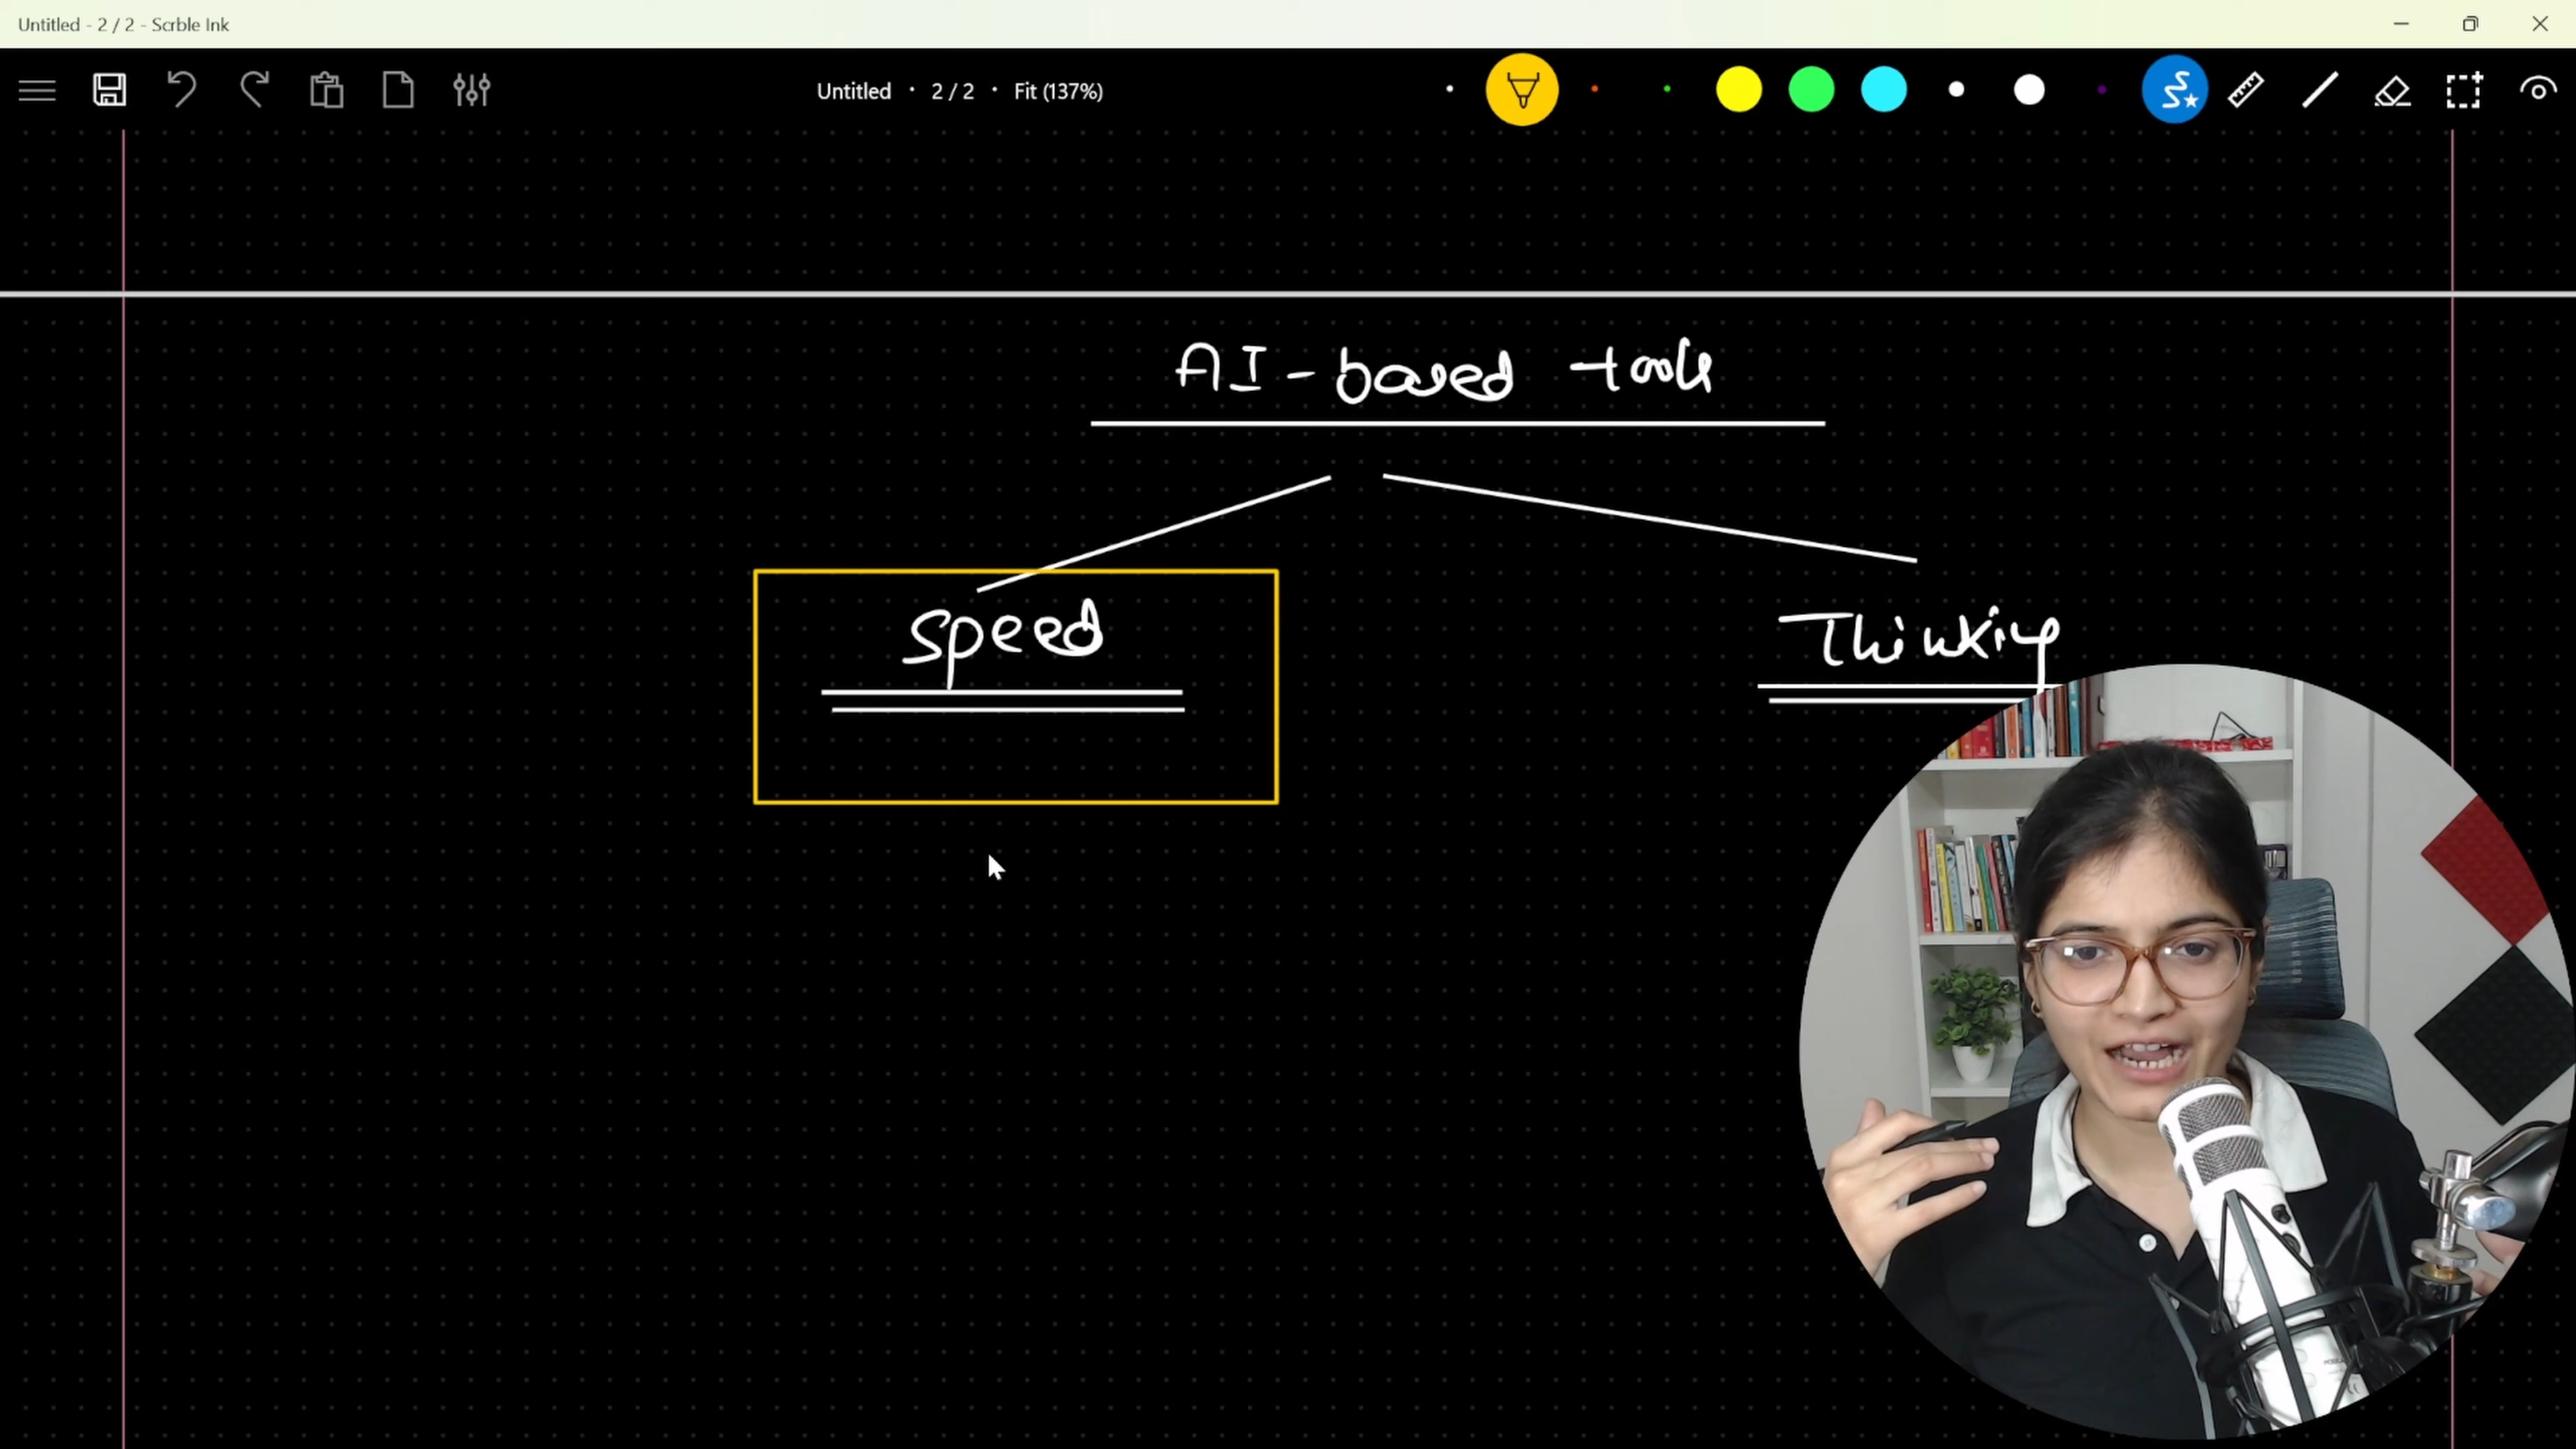 Untitled - 2 / 2 - Scrble Ink
Untitled • 2 / 2 • Fit (137%)
AI - based tools
Speed
Thinking